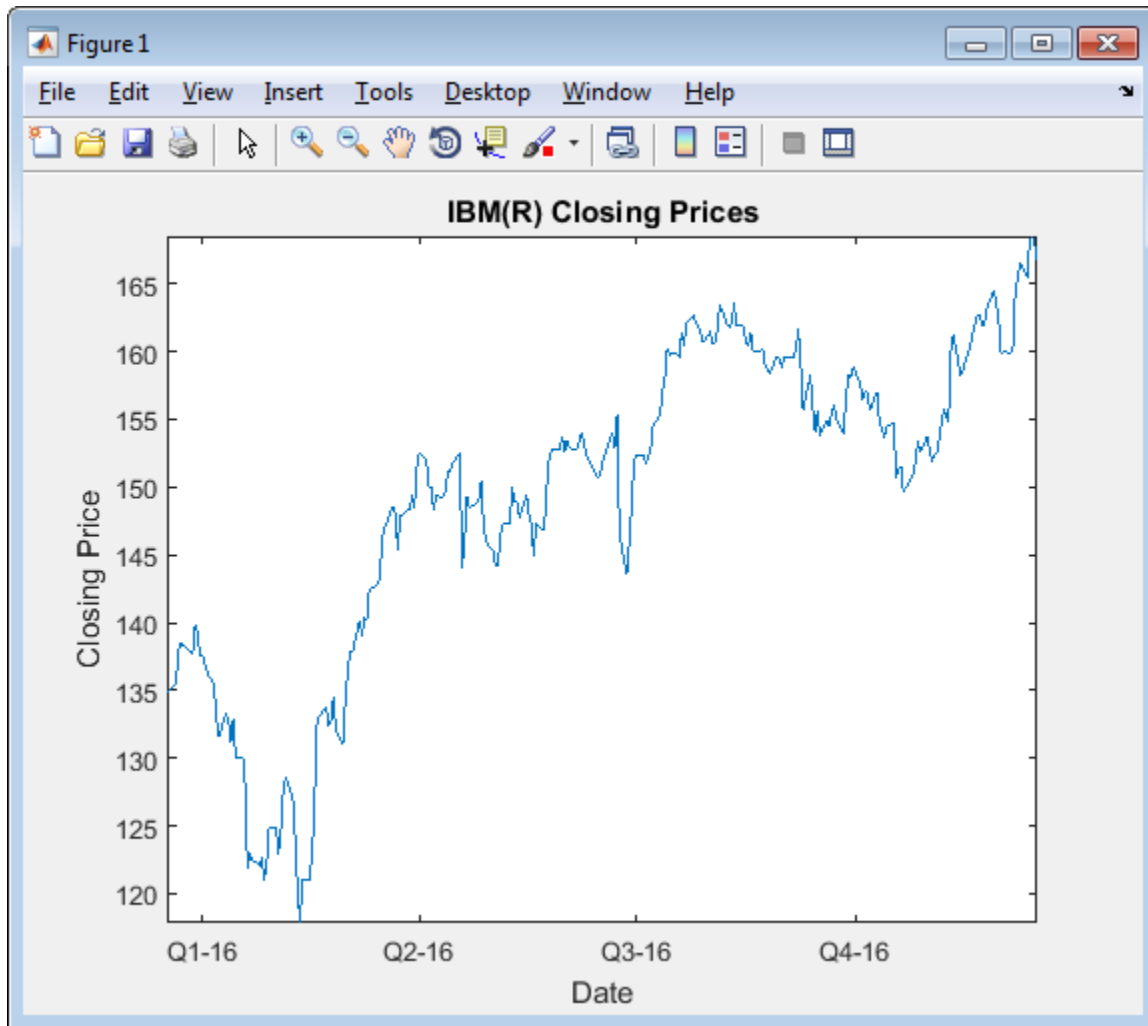 Figure 1
File Edit View Insert Tools Desktop Window Help
IBM(R) Closing Prices
165
160
155
150
145
140
135
130
125
120
Closing Price
Q1-16 Q2-16 Q3-16 Q4-16
Date